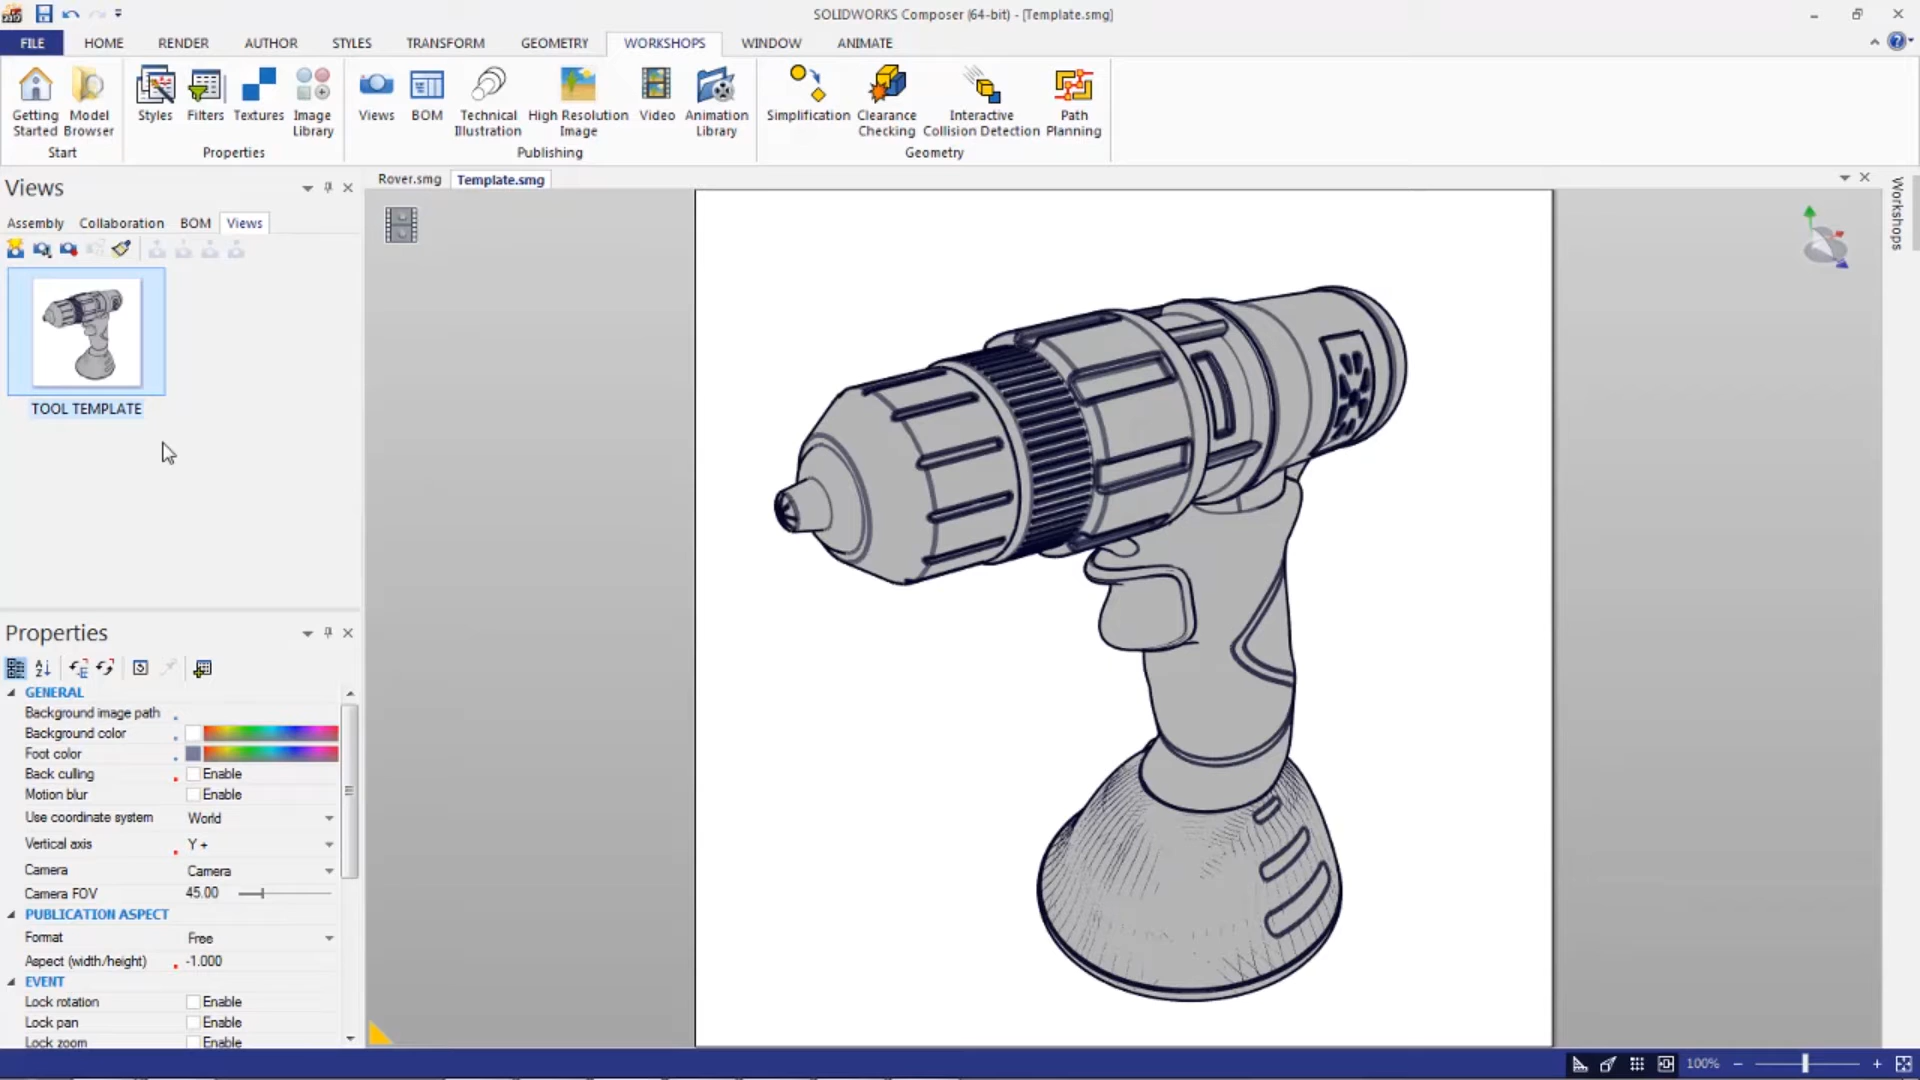 SOLIDWORKS Composer (64-bit) - [Template.smg]
FILE HOME RENDER AUTHOR STYLES TRANSFORM GEOMETRY WORKSHOPS WINDOW ANIMATE
Getting Started
Model Browser
Styles
Filters
Textures
Image Library
Views
BOM
Technical Illustration
High Resolution Image
Video
Animation Library
Simplification
Clearance Checking
Interactive Collision Detection
Path Planning
Start
Properties
Publishing
Geometry
Views
Rover.smg
Template.smg
Workshops
Assembly Collaboration BOM Views
TOOL TEMPLATE
Properties
GENERAL
Background image path
Background color
Foot color
Back culling Enable
Motion blur Enable
Use coordinate system World
Vertical axis Y +
Camera Camera
Camera FOV 45.00
PUBLICATION ASPECT
Format Free
Aspect (width/height) -1.000
EVENT
Lock rotation Enable
Lock pan Enable
Lock zoom Enable
100%